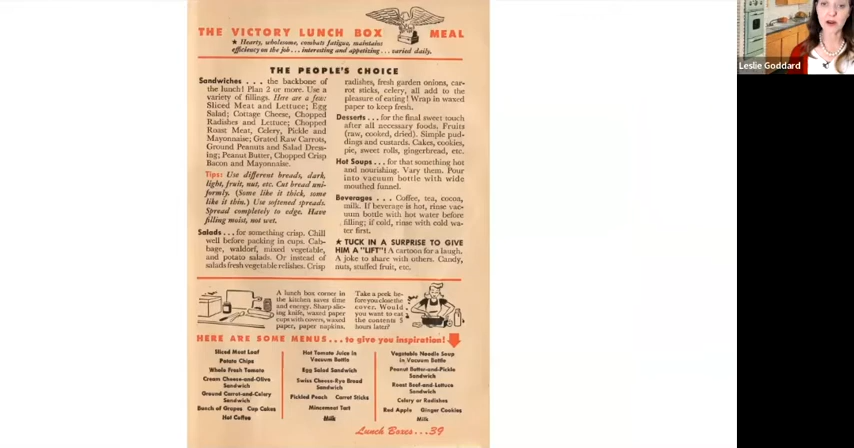 THE VICTORY LUNCH BOX MEAL
★ Hearty, wholesome, combats fatigue, maintains
efficiency on the job . . . interesting and appetizing . . . varied daily.
THE PEOPLE'S CHOICE
Sandwiches . . . the backbone of
the lunch! Plan 2 or more. Use a
variety of fillings. Here are a few:
Sliced Meat and Lettuce; Egg
Salad; Cottage Cheese, Chopped
Radishes and Lettuce; Chopped
Roast Meat, Celery, Pickle and
Mayonnaise; Grated Raw Carrots,
Ground Peanuts and Salad Dress-
ing; Peanut Butter, Chopped Crisp
Bacon and Mayonnaise.
Tips: Use different breads, dark,
light, fruit, nut, etc. Cut bread uni-
formly. (Some like it thick, some
like it thin.) Use softened spreads.
Spread completely to edge. Have
filling moist, not wet.
Salads . . . for something crisp. Chill
well before packing in cups. Cab-
bage, waldorf, mixed vegetable,
and potato salads. Or instead of
salads fresh vegetable relishes. Crisp
radishes, fresh garden onions, car-
rot sticks, celery, all add to the
pleasure of eating! Wrap in waxed
paper to keep fresh.
Desserts . . . for the final sweet touch
after all necessary foods. Fruits
(raw, cooked, dried). Simple pud-
dings and custards. Cakes, cookies,
pie, sweet rolls, gingerbread, etc.
Hot Soups . . . for that something hot
and nourishing. Vary them. Pour
into vacuum bottle with wide
mouthed funnel.
Beverages . . . Coffee, tea, cocoa,
milk. If beverage is hot, rinse vac-
uum bottle with hot water before
filling; if cold, rinse with cold wa-
ter first.
★ TUCK IN A SURPRISE TO GIVE
HIM A "LIFT"! A cartoon for a laugh.
A joke to share with others. Candy,
nuts, stuffed fruit, etc.
A lunch box corner in
the kitchen saves time
and energy. Sharp slic-
ing knife, waxed paper
cups with covers, waxed
paper, paper napkins.
Take a peek be-
fore you close the
cover. Would
you want to eat
the contents 5
hours later?
HERE ARE SOME MENUS . . . to give you inspiration!
Sliced Meat Loaf
Potato Chips
Whole Fresh Tomato
Cream Cheese-and-Olive
Sandwich
Ground Carrot-and-Celery
Sandwich
Bunch of Grapes Cup Cakes
Hot Coffee
Hot Tomato Juice in
Vacuum Bottle
Egg Salad Sandwich
Swiss Cheese-Rye Bread
Sandwich
Pickled Peach Carrot Sticks
Mincemeat Tart
Milk
Vegetable Noodle Soup
in Vacuum Bottle
Peanut Butter-and-Pickle
Sandwich
Roast Beef-and-Lettuce
Sandwich
Celery or Radishes
Red Apple Ginger Cookies
Milk
Lunch Boxes...39
Leslie Goddard